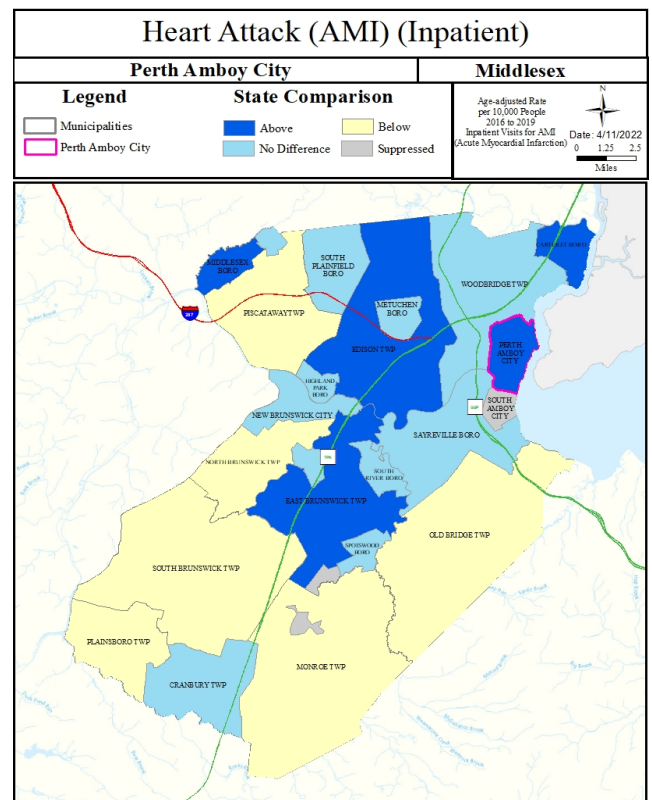 Heart Attack (AMI) (Inpatient)
Perth Amboy City
Middlesex
Legend
Municipalities
Perth Amboy City
State Comparison
Above
Below
No Difference
Suppressed
Age-adjusted Rate
per 10,000 People
2016 to 2019
Inpatient Visits for AMI
(Acute Myocardial Infarction)
N
Date: 4/11/2022
0 1.25 2.5
Miles
CARTERET BORO
MIDDLESEX
BORO
SOUTH
PLAINFIELD
BORO
WOODBRIDGE TWP
METUCHEN
BORO
PISCATAWAY TWP
287
EDISON TWP
PERTH
AMBOY
CITY
HIGHLAND
PARK
BORO
SOUTH
AMBOY
CITY
NEW BRUNSWICK CITY
SAYREVILLE BORO
NORTH BRUNSWICK TWP
SOUTH
RIVER BORO
EAST BRUNSWICK TWP
OLD BRIDGE TWP
SPOTSWOOD
BORO
SOUTH BRUNSWICK TWP
PLAINSBORO TWP
MONROE TWP
CRANBURY TWP